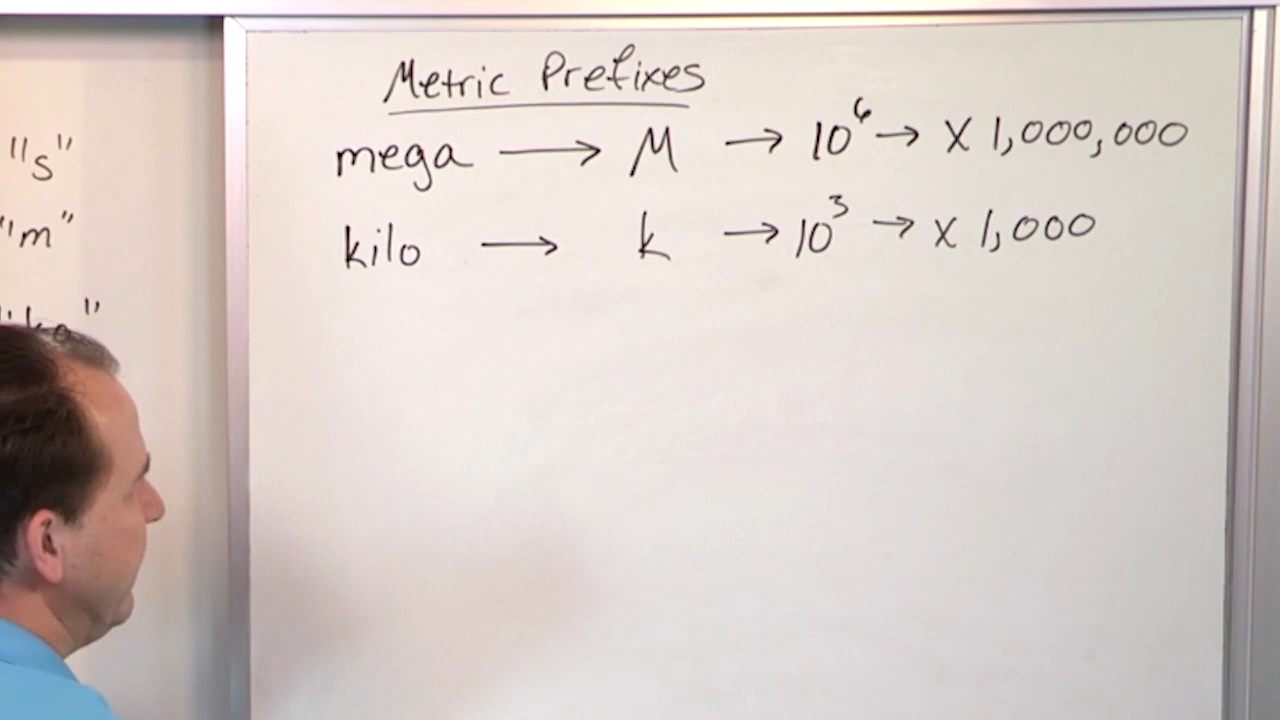 "s"
"m"
Metric Prefixes
mega → M → 10⁶ → x 1,000,000
kilo → k → 10³ → x 1,000